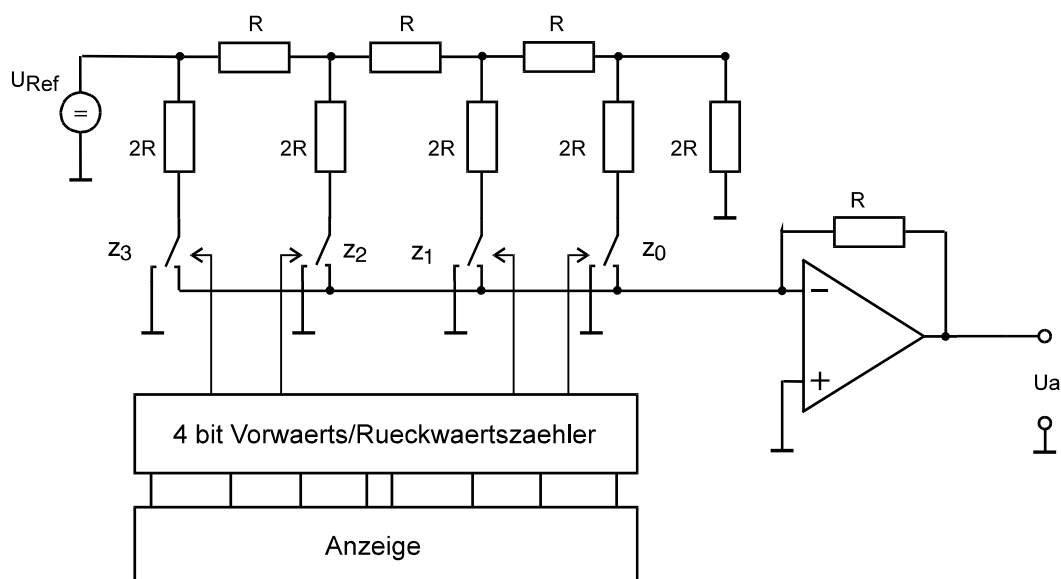 R
R
R
URef
=
2R
2R
2R
2R
2R
R
z3
z2
z1
z0
−
+
Ua
4 bit Vorwaerts/Rueckwaertszaehler
Anzeige